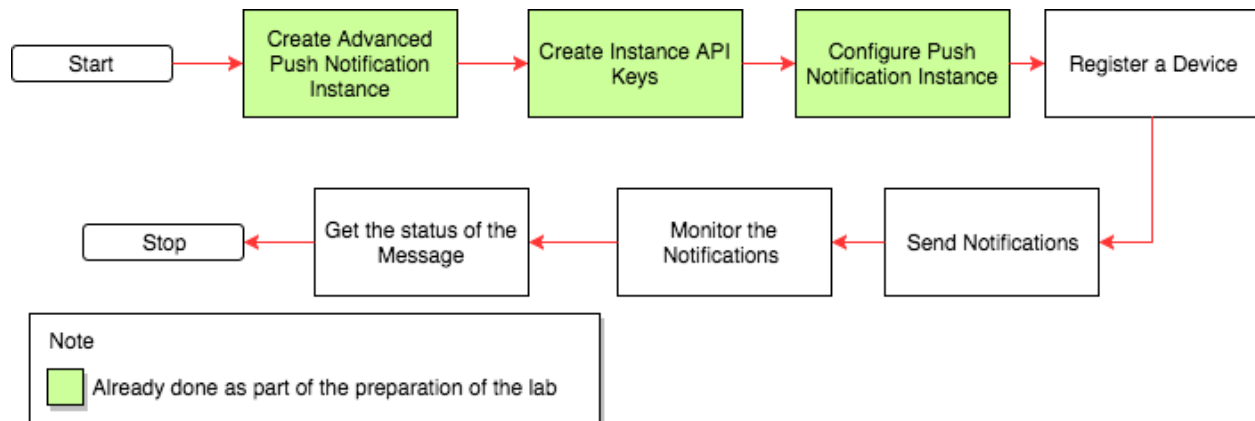 Start
Create Advanced
Push Notification
Instance
Create Instance API
Keys
Configure Push
Notification Instance
Register a Device
Stop
Get the status of the
Message
Monitor the
Notifications
Send Notifications
Note
Already done as part of the preparation of the lab